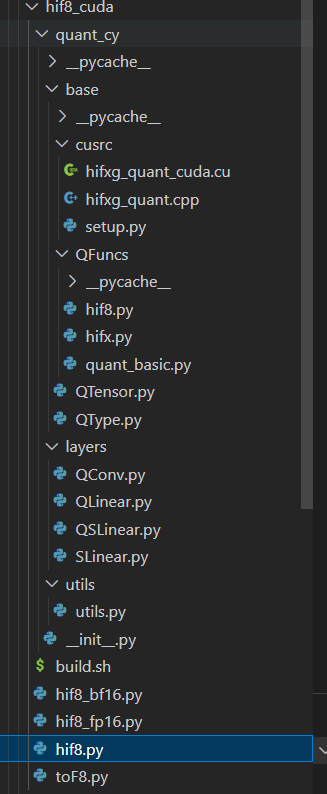 hif8_cuda
quant_cy
__pycache__
base
__pycache__
cusrc
hifxg_quant_cuda.cu
hifxg_quant.cpp
setup.py
QFuncs
__pycache__
hif8.py
hifx.py
quant_basic.py
QTensor.py
QType.py
layers
QConv.py
QLinear.py
QSLinear.py
SLinear.py
utils
utils.py
__init__.py
$ build.sh
hif8_bf16.py
hif8_fp16.py
hif8.py
toF8.py